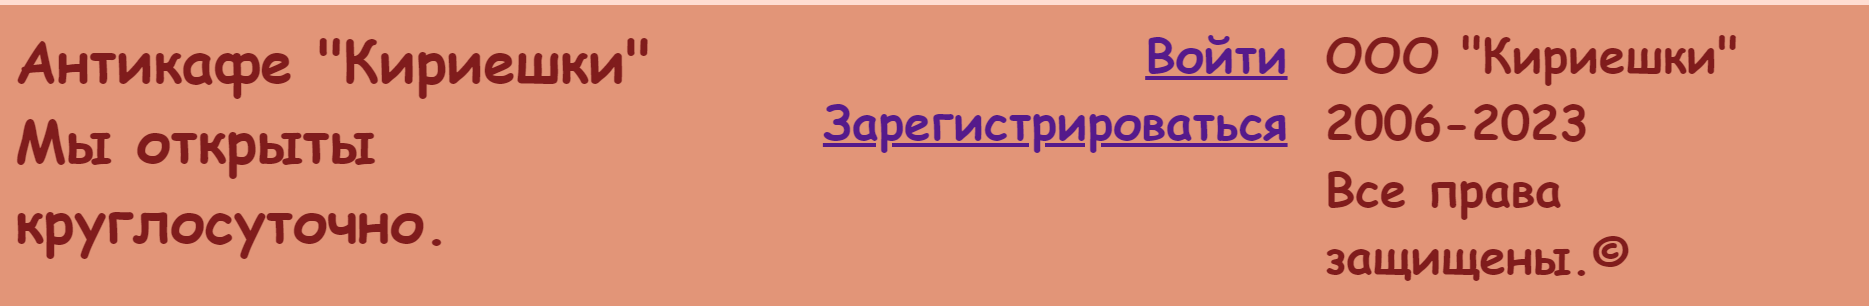 Антикафе "Кириешки"
Мы открыты
круглосуточно.
Войти
Зарегистрироваться
ООО "Кириешки"
2006-2023
Все права
защищены.©